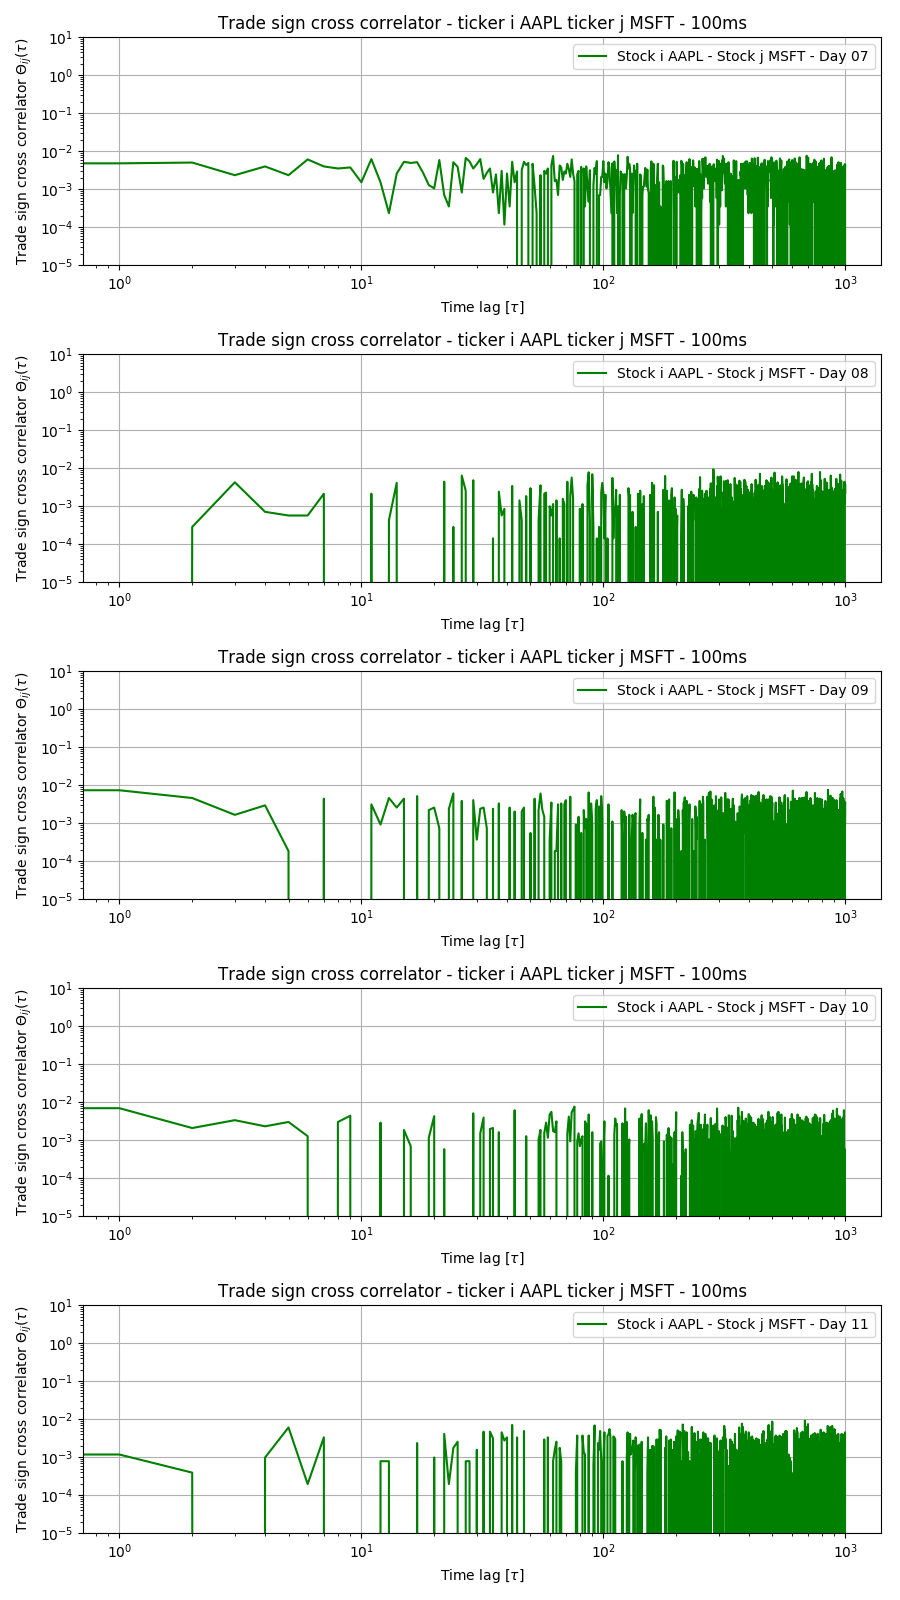 Trade sign cross correlator - ticker i AAPL ticker j MSFT - 100ms
Trade sign cross correlator Θij(τ)
10¹
10⁰
10⁻¹
10⁻²
10⁻³
10⁻⁴
10⁻⁵
Stock i AAPL - Stock j MSFT - Day 07
10⁰ 10¹ 10² 10³
Time lag [τ]
Trade sign cross correlator - ticker i AAPL ticker j MSFT - 100ms
Trade sign cross correlator Θij(τ)
10¹
10⁰
10⁻¹
10⁻²
10⁻³
10⁻⁴
10⁻⁵
Stock i AAPL - Stock j MSFT - Day 08
10⁰ 10¹ 10² 10³
Time lag [τ]
Trade sign cross correlator - ticker i AAPL ticker j MSFT - 100ms
Trade sign cross correlator Θij(τ)
10¹
10⁰
10⁻¹
10⁻²
10⁻³
10⁻⁴
10⁻⁵
Stock i AAPL - Stock j MSFT - Day 09
10⁰ 10¹ 10² 10³
Time lag [τ]
Trade sign cross correlator - ticker i AAPL ticker j MSFT - 100ms
Trade sign cross correlator Θij(τ)
10¹
10⁰
10⁻¹
10⁻²
10⁻³
10⁻⁴
10⁻⁵
Stock i AAPL - Stock j MSFT - Day 10
10⁰ 10¹ 10² 10³
Time lag [τ]
Trade sign cross correlator - ticker i AAPL ticker j MSFT - 100ms
Trade sign cross correlator Θij(τ)
10¹
10⁰
10⁻¹
10⁻²
10⁻³
10⁻⁴
10⁻⁵
Stock i AAPL - Stock j MSFT - Day 11
10⁰ 10¹ 10² 10³
Time lag [τ]